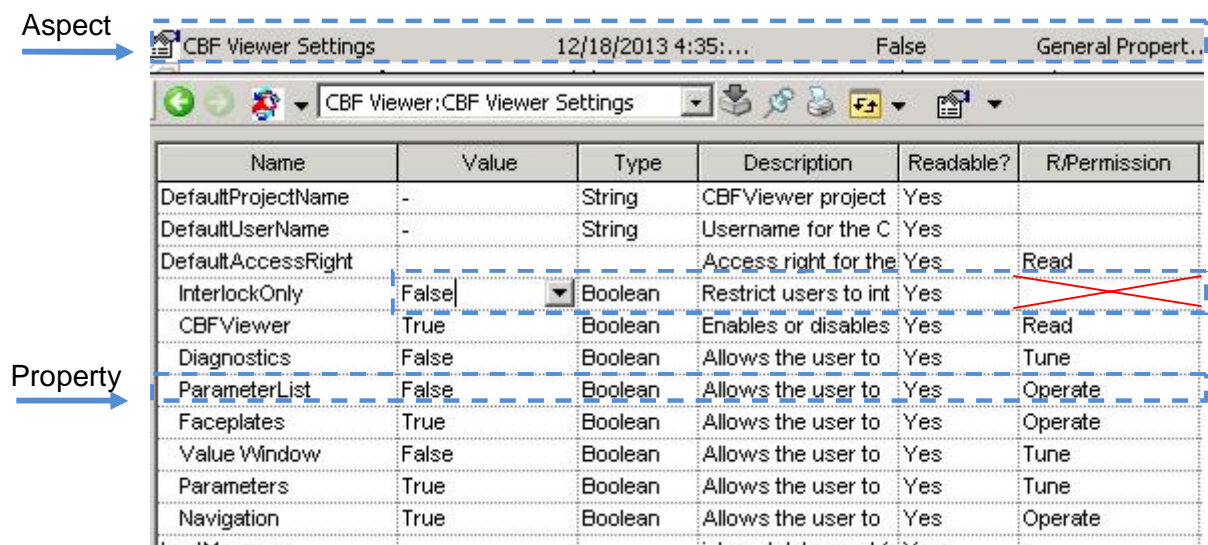 Aspect
CBF Viewer Settings 12/18/2013 4:35:... False General Propert...
CBF Viewer:CBF Viewer Settings
Name Value Type Description Readable? R/Permission
DefaultProjectName - String CBFViewer project Yes
DefaultUserName - String Username for the C Yes
DefaultAccessRight Access right for the Yes Read
InterlockOnly False Boolean Restrict users to int Yes
CBFViewer True Boolean Enables or disables Yes Read
Diagnostics False Boolean Allows the user to Yes Tune
Property
ParameterList False Boolean Allows the user to Yes Operate
Faceplates True Boolean Allows the user to Yes Operate
Value Window False Boolean Allows the user to Yes Tune
Parameters True Boolean Allows the user to Yes Tune
Navigation True Boolean Allows the user to Yes Operate